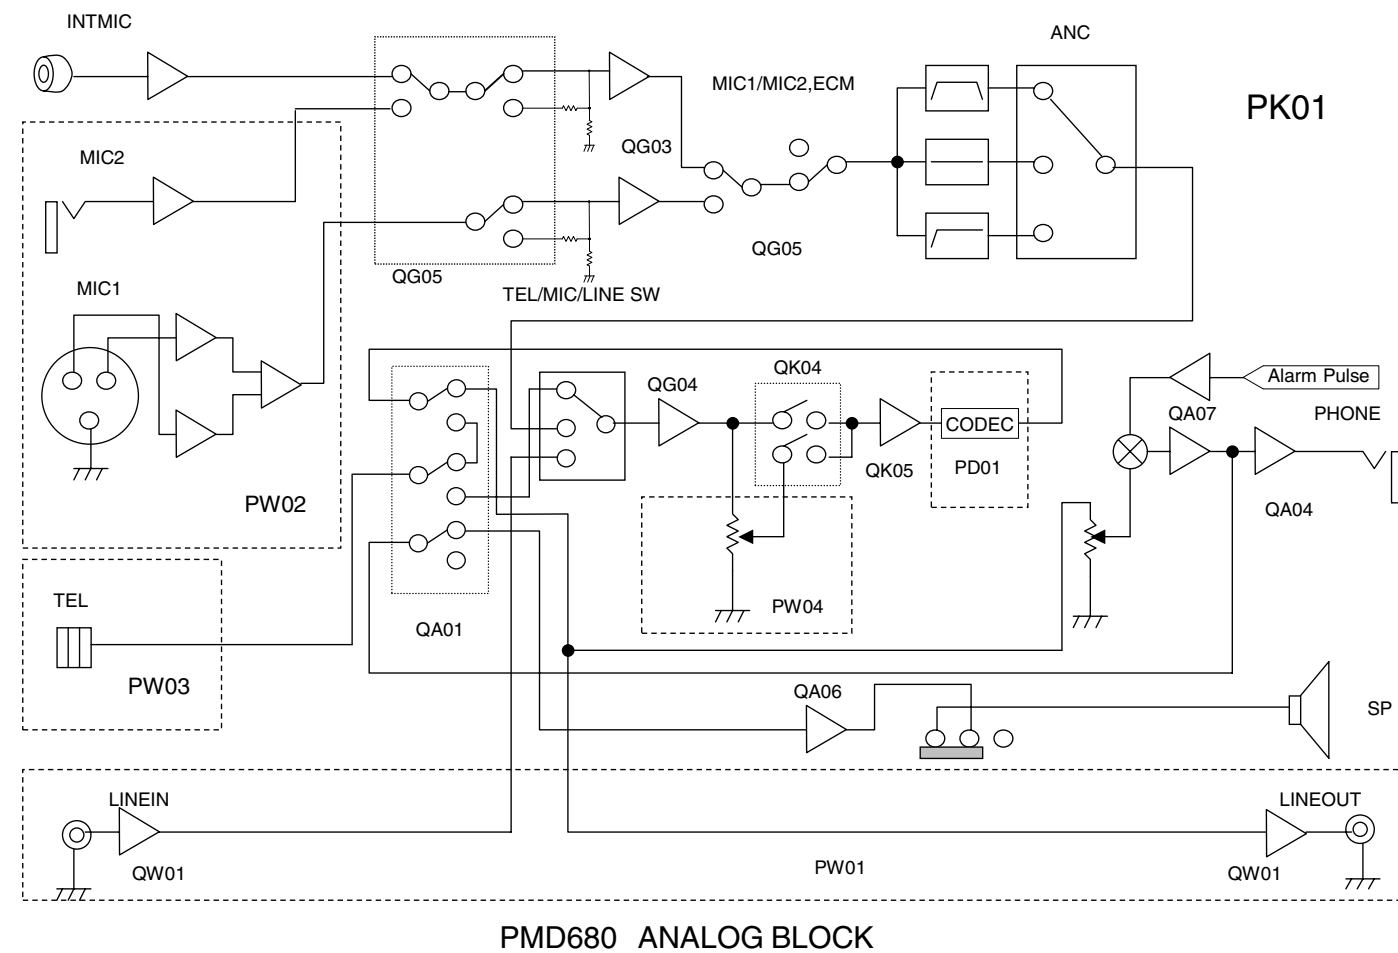 INTMIC
ANC
MIC1/MIC2,ECM
PK01
MIC2
QG03
QG05
QG05
MIC1
TEL/MIC/LINE SW
QK04
QG04
Alarm Pulse
QA07
PHONE
CODEC
QK05
PD01
PW02
QA04
TEL
PW04
QA01
PW03
QA06
SP
LINEIN
LINEOUT
QW01
PW01
QW01
PMD680 ANALOG BLOCK